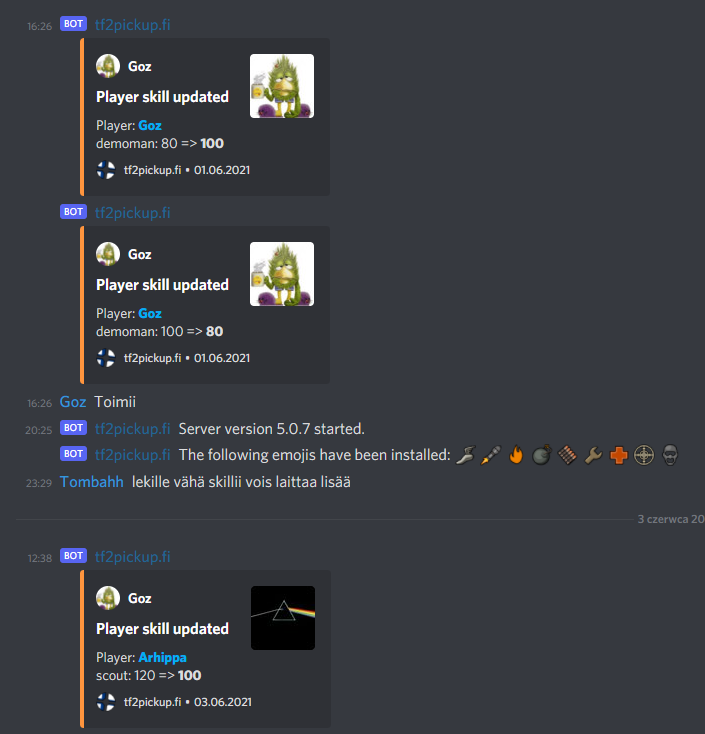 16:26 BOT tf2pickup.fi
Goz
Player skill updated
Player: Goz
demoman: 80 => 100
tf2pickup.fi • 01.06.2021
BOT tf2pickup.fi
Goz
Player skill updated
Player: Goz
demoman: 100 => 80
tf2pickup.fi • 01.06.2021
16:26 Goz Toimii
20:25 BOT tf2pickup.fi Server version 5.0.7 started.
BOT tf2pickup.fi The following emojis have been installed:
23:29 Tombahh lekille vähä skillii vois laittaa lisää
3 czerwca 20
12:38 BOT tf2pickup.fi
Goz
Player skill updated
Player: Arhippa
scout: 120 => 100
tf2pickup.fi • 03.06.2021